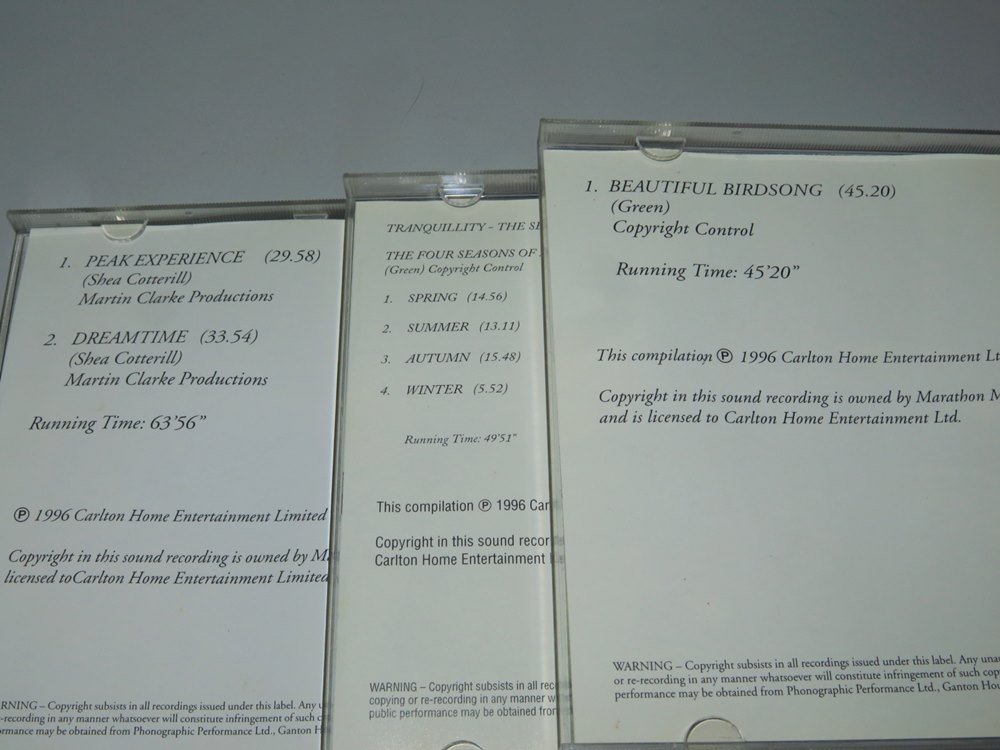 1. PEAK EXPERIENCE (29.58)
(Shea Cotterill)
Martin Clarke Productions
2. DREAMTIME (33.54)
(Shea Cotterill)
Martin Clarke Productions
Running Time: 63'56”
℗ 1996 Carlton Home Entertainment Limited
Copyright in this sound recording is owned by
licensed to Carlton Home Entertainment Limited
– Copyright subsists in all recordings issued under this label. Any
in any manner whatsoever will constitute infringement of such
may be obtained from Phonographic Performance Ltd., Ganton
TRANQUILLITY - THE
THE FOUR SEASONS OF
(Green) Copyright Control
1. SPRING (14.56)
2. SUMMER (13.11)
3. AUTUMN (15.48)
4. WINTER (5.52)
Running Time: 49'51”
This compilation ℗ 1996
Copyright in this sound
Carlton Home Entertainment
WARNING – Copyright subsists in all
copying or re-recording in any manner
public performance may be obtained
1. BEAUTIFUL BIRDSONG (45.20)
(Green)
Copyright Control
Running Time: 45'20”
This compilation ℗ 1996 Carlton Home Entertainment
Copyright in this sound recording is owned by Marathon
and is licensed to Carlton Home Entertainment Ltd.
WARNING – Copyright subsists in all recordings issued under this label. Any
or re-recording in any manner whatsoever will constitute infringement of such
performance may be obtained from Phonographic Performance Ltd., Ganton